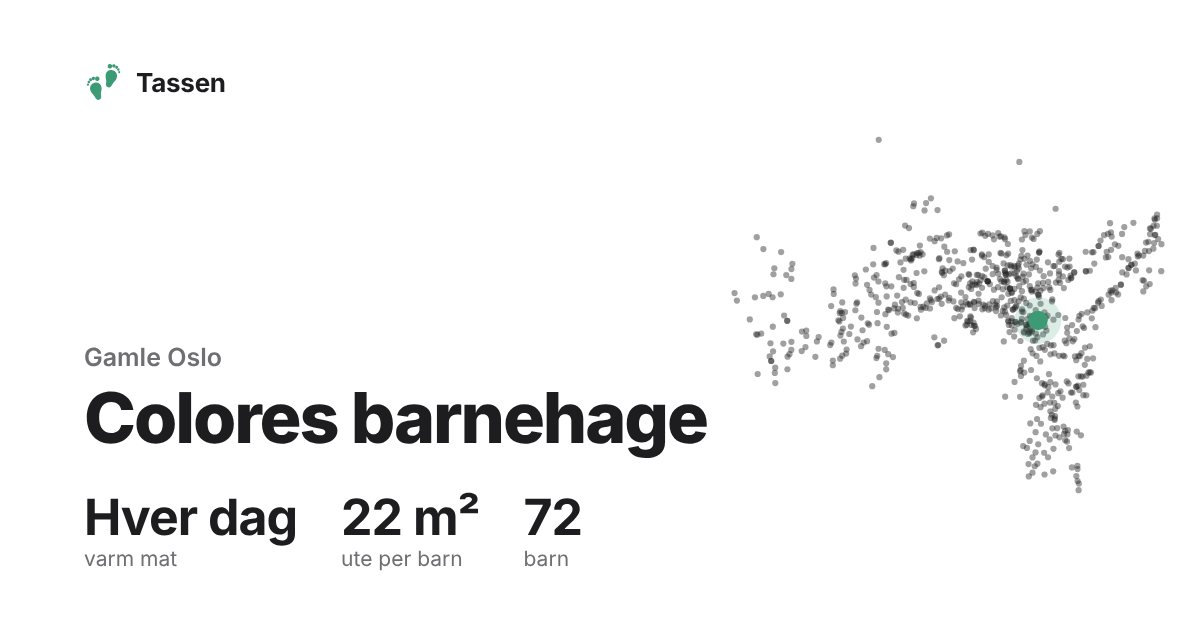 Tassen
Gamle Oslo
Colores barnehage
Hver dag
varm mat
22 m²
ute per barn
72
barn